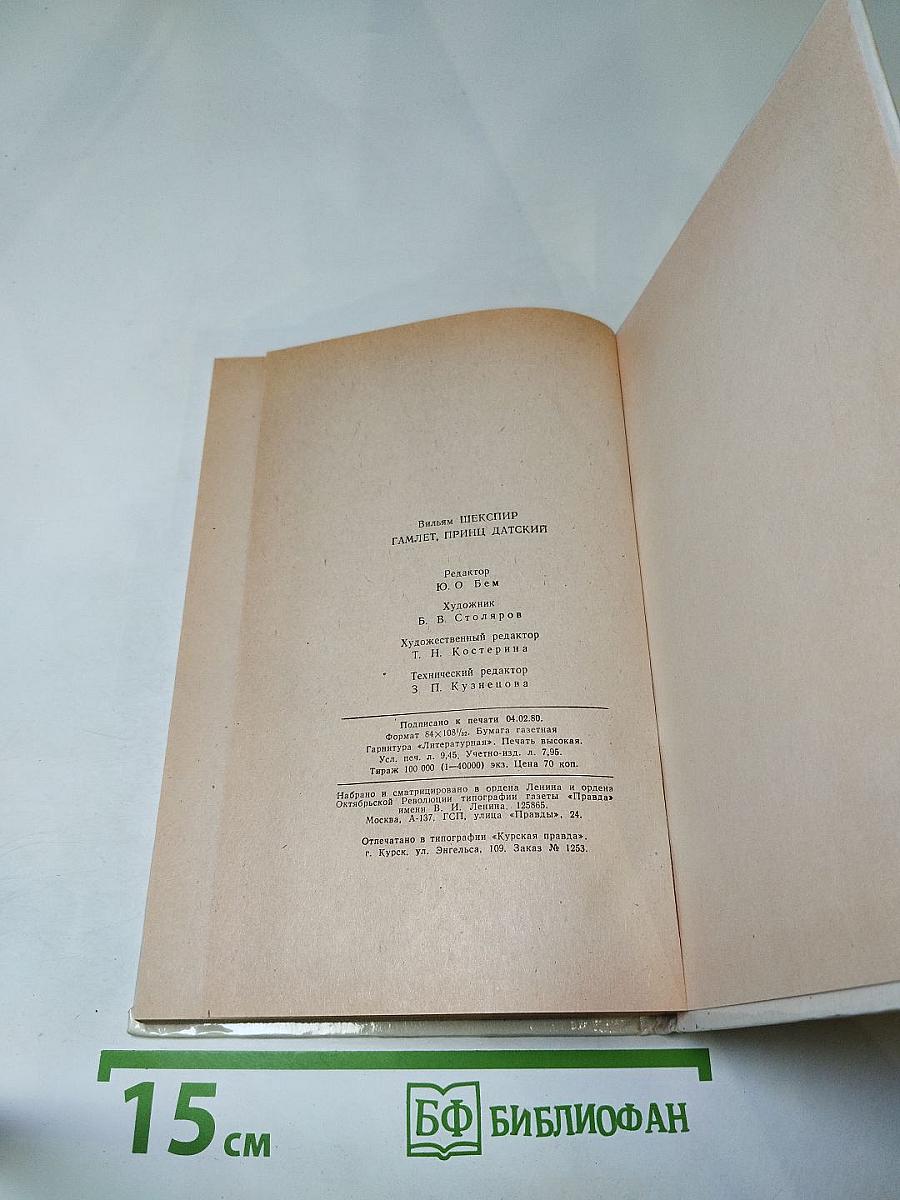 Вильям ШЕКСПИР
ГАМЛЕТ, ПРИНЦ ДАТСКИЙ
Редактор
Ю. О Бем
Художник
Б. В. Столяров
Художественный редактор
Т. Н. Костерина
Технический редактор
З П. Кузнецова
Подписано к печати 04.02.80.
Формат 84×108¹/₃₂. Бумага газетная
Гарнитура «Литературная». Печать высокая.
Усл. печ. л. 9,45. Учетно-изд. л. 7,95.
Тираж 100 000 (1—40000) экз. Цена 70 коп.
Набрано и сматрицировано в ордена Ленина и ордена
Октябрьской Революции типографии газеты «Правда»
имени В. И. Ленина, 125865.
Москва, А-137, ГСП, улица «Правды», 24.
Отпечатано в типографии «Курская правда».
г. Курск, ул. Энгельса, 109. Заказ № 1253.
15 см
БФ БИБЛИОФАН